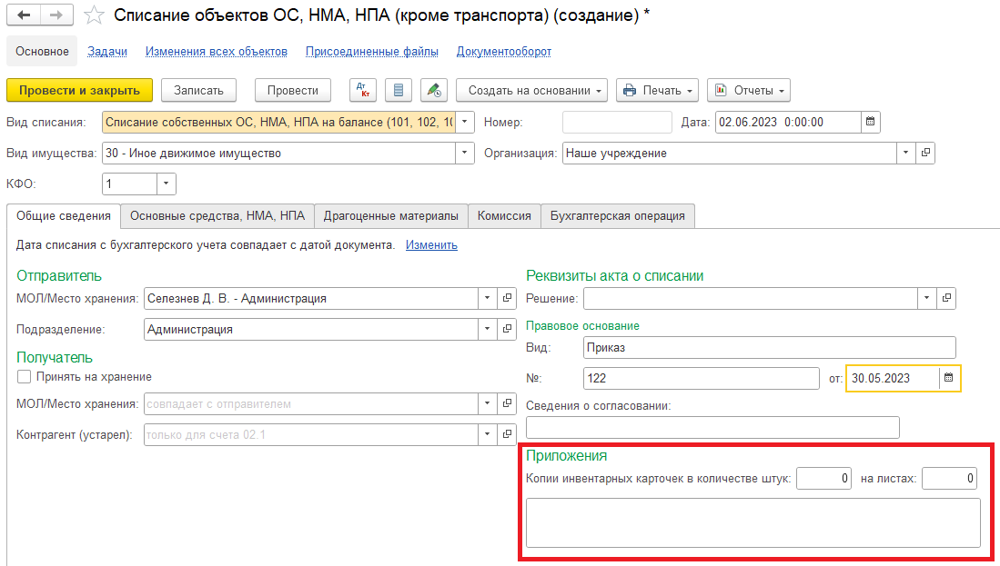 Списание объектов ОС, НМА, НПА (кроме транспорта) (создание) *
Основное Задачи Изменения всех объектов Присоединенные файлы Документооборот
Провести и закрыть Записать Провести Дт Кт Создать на основании Печать Отчеты
Вид списания: Списание собственных ОС, НМА, НПА на балансе (101, 102, 10 Номер: Дата: 02.06.2023 0:00:00
Вид имущества: 30 - Иное движимое имущество Организация: Наше учреждение
КФО: 1
Общие сведения Основные средства, НМА, НПА Драгоценные материалы Комиссия Бухгалтерская операция
Дата списания с бухгалтерского учета совпадает с датой документа. Изменить
Отправитель
МОЛ/Место хранения: Селезнев Д. В. - Администрация
Подразделение: Администрация
Получатель
Принять на хранение
МОЛ/Место хранения: совпадает с отправителем
Контрагент (устарел): только для счета 02.1
Реквизиты акта о списании
Решение:
Правовое основание
Вид: Приказ
№: 122 от: 30.05.2023
Сведения о согласовании:
Приложения
Копии инвентарных карточек в количестве штук: 0 на листах: 0